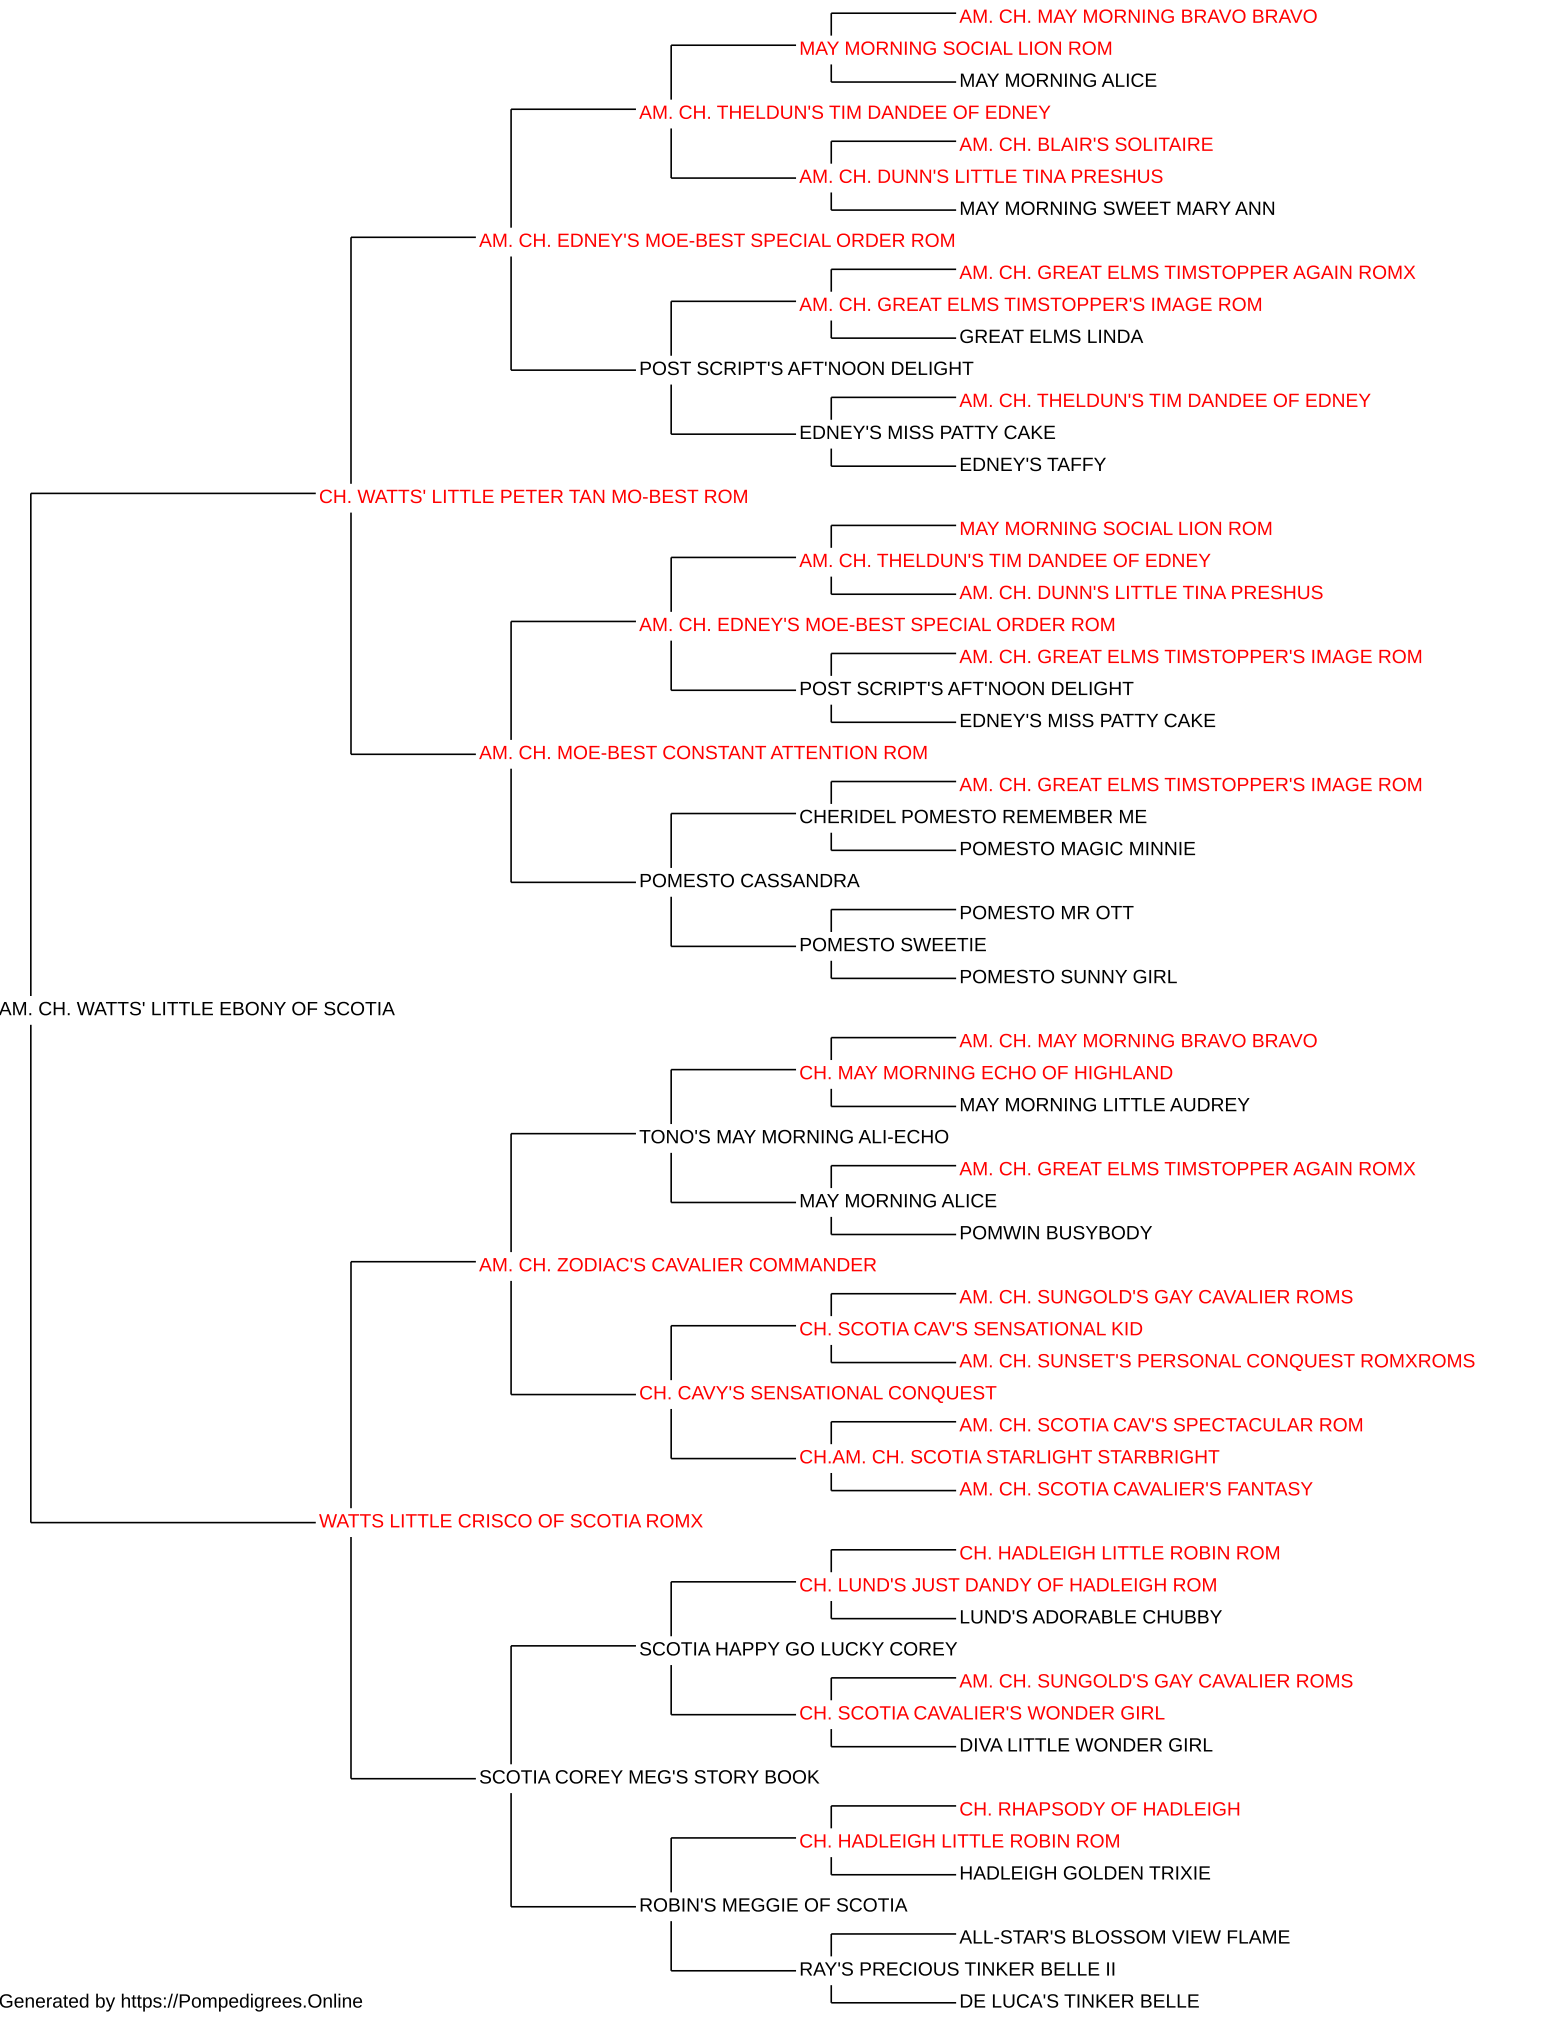 AM. CH. MAY MORNING BRAVO BRAVO
MAY MORNING SOCIAL LION ROM
MAY MORNING ALICE
AM. CH. THELDUN'S TIM DANDEE OF EDNEY
AM. CH. BLAIR'S SOLITAIRE
AM. CH. DUNN'S LITTLE TINA PRESHUS
MAY MORNING SWEET MARY ANN
AM. CH. EDNEY'S MOE-BEST SPECIAL ORDER ROM
AM. CH. GREAT ELMS TIMSTOPPER AGAIN ROMX
AM. CH. GREAT ELMS TIMSTOPPER'S IMAGE ROM
GREAT ELMS LINDA
POST SCRIPT'S AFT'NOON DELIGHT
AM. CH. THELDUN'S TIM DANDEE OF EDNEY
EDNEY'S MISS PATTY CAKE
EDNEY'S TAFFY
CH. WATTS' LITTLE PETER TAN MO-BEST ROM
MAY MORNING SOCIAL LION ROM
AM. CH. THELDUN'S TIM DANDEE OF EDNEY
AM. CH. DUNN'S LITTLE TINA PRESHUS
AM. CH. EDNEY'S MOE-BEST SPECIAL ORDER ROM
AM. CH. GREAT ELMS TIMSTOPPER'S IMAGE ROM
POST SCRIPT'S AFT'NOON DELIGHT
EDNEY'S MISS PATTY CAKE
AM. CH. MOE-BEST CONSTANT ATTENTION ROM
AM. CH. GREAT ELMS TIMSTOPPER'S IMAGE ROM
CHERIDEL POMESTO REMEMBER ME
POMESTO MAGIC MINNIE
POMESTO CASSANDRA
POMESTO MR OTT
POMESTO SWEETIE
POMESTO SUNNY GIRL
AM. CH. WATTS' LITTLE EBONY OF SCOTIA
AM. CH. MAY MORNING BRAVO BRAVO
CH. MAY MORNING ECHO OF HIGHLAND
MAY MORNING LITTLE AUDREY
TONO'S MAY MORNING ALI-ECHO
AM. CH. GREAT ELMS TIMSTOPPER AGAIN ROMX
MAY MORNING ALICE
POMWIN BUSYBODY
AM. CH. ZODIAC'S CAVALIER COMMANDER
AM. CH. SUNGOLD'S GAY CAVALIER ROMS
CH. SCOTIA CAV'S SENSATIONAL KID
AM. CH. SUNSET'S PERSONAL CONQUEST ROMXROMS
CH. CAVY'S SENSATIONAL CONQUEST
AM. CH. SCOTIA CAV'S SPECTACULAR ROM
CH.AM. CH. SCOTIA STARLIGHT STARBRIGHT
AM. CH. SCOTIA CAVALIER'S FANTASY
WATTS LITTLE CRISCO OF SCOTIA ROMX
CH. HADLEIGH LITTLE ROBIN ROM
CH. LUND'S JUST DANDY OF HADLEIGH ROM
LUND'S ADORABLE CHUBBY
SCOTIA HAPPY GO LUCKY COREY
AM. CH. SUNGOLD'S GAY CAVALIER ROMS
CH. SCOTIA CAVALIER'S WONDER GIRL
DIVA LITTLE WONDER GIRL
SCOTIA COREY MEG'S STORY BOOK
CH. RHAPSODY OF HADLEIGH
CH. HADLEIGH LITTLE ROBIN ROM
HADLEIGH GOLDEN TRIXIE
ROBIN'S MEGGIE OF SCOTIA
ALL-STAR'S BLOSSOM VIEW FLAME
RAY'S PRECIOUS TINKER BELLE II
DE LUCA'S TINKER BELLE
Generated by https://Pompedigrees.Online